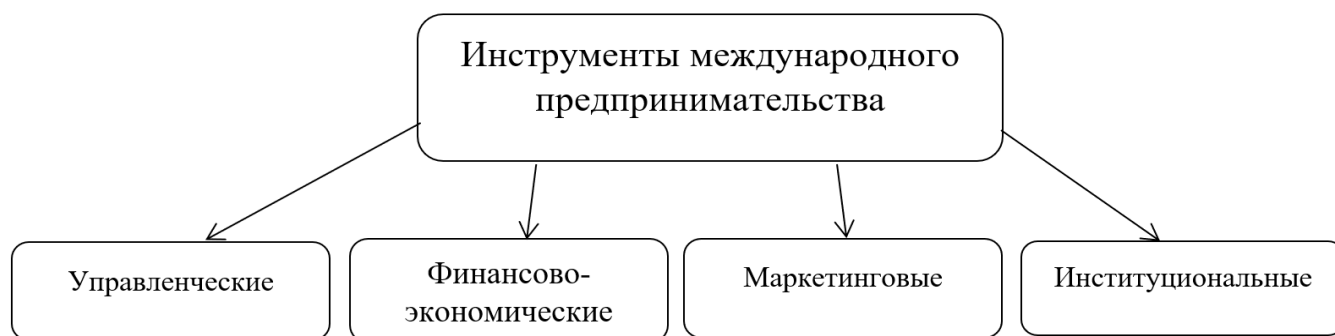 Инструменты международного
предпринимательства
Управленческие
Финансово-
экономические
Маркетинговые
Институциональные